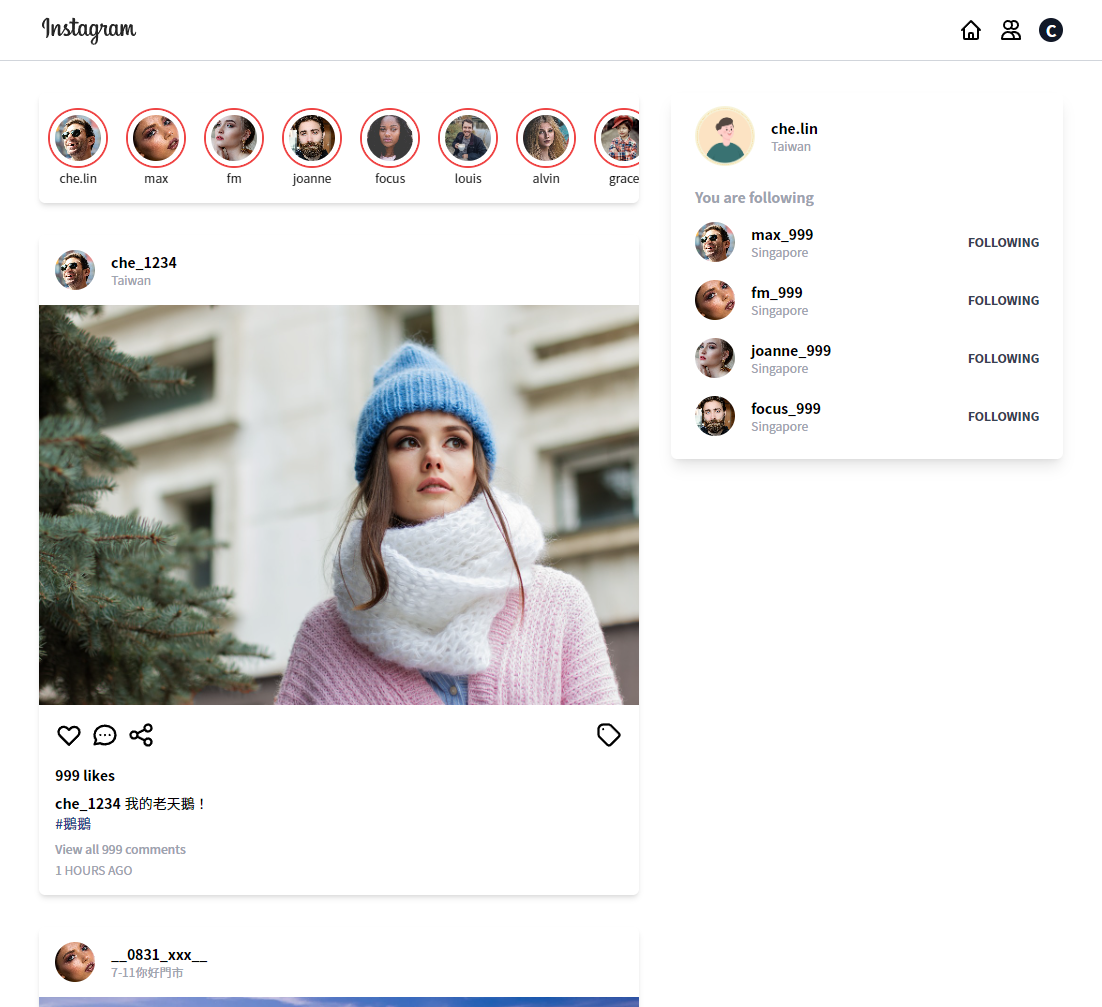 Instagram
C
che.lin
max
fm
joanne
focus
louis
alvin
grace
che_1234
Taiwan
999 likes
che_1234 我的老天鵝！
#鵝鵝
View all 999 comments
1 HOURS AGO
__0831_xxx__
7-11你好門市
che.lin
Taiwan
You are following
max_999
Singapore
FOLLOWING
fm_999
Singapore
FOLLOWING
joanne_999
Singapore
FOLLOWING
focus_999
Singapore
FOLLOWING